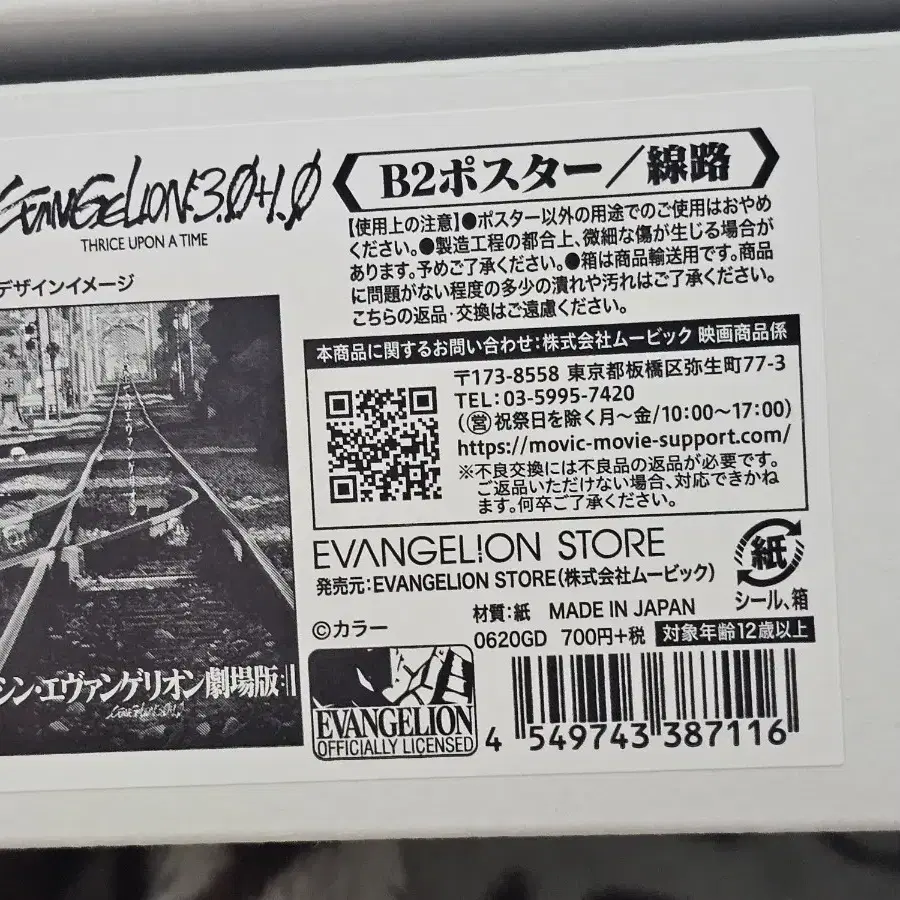 EVANGELION:3.0+1.0
THRICE UPON A TIME
デザインイメージ
シン・エヴァンゲリオン劇場版:||
B2ポスター/線路
【使用上の注意】●ポスター以外の用途でのご使用はおやめ
ください。●製造工程の都合上、微細な傷が生じる場合が
あります。予めご了承ください。●箱は商品輸送用です。商品
に問題がない程度の多少の潰れや汚れはご了承ください。
こちらの返品・交換はご遠慮ください。
本商品に関するお問い合わせ:株式会社ムービック 映画商品係
〒173-8558 東京都板橋区弥生町77-3
TEL:03-5995-7420
(㊂祝祭日を除く月~金/10:00~17:00)
https://movic-movie-support.com/
※不良交換には不良品の返品が必要です。
ご返品いただけない場合、対応できかね
ます。何卒ご了承ください。
EVANGELION STORE
発売元:EVANGELION STORE(株式会社ムービック)
紙
シール、箱
材質:紙 MADE IN JAPAN
©カラー
0620GD 700円+税 対象年齢12歳以上
EVANGELION
OFFICIALLY LICENSED
4 549743 387116